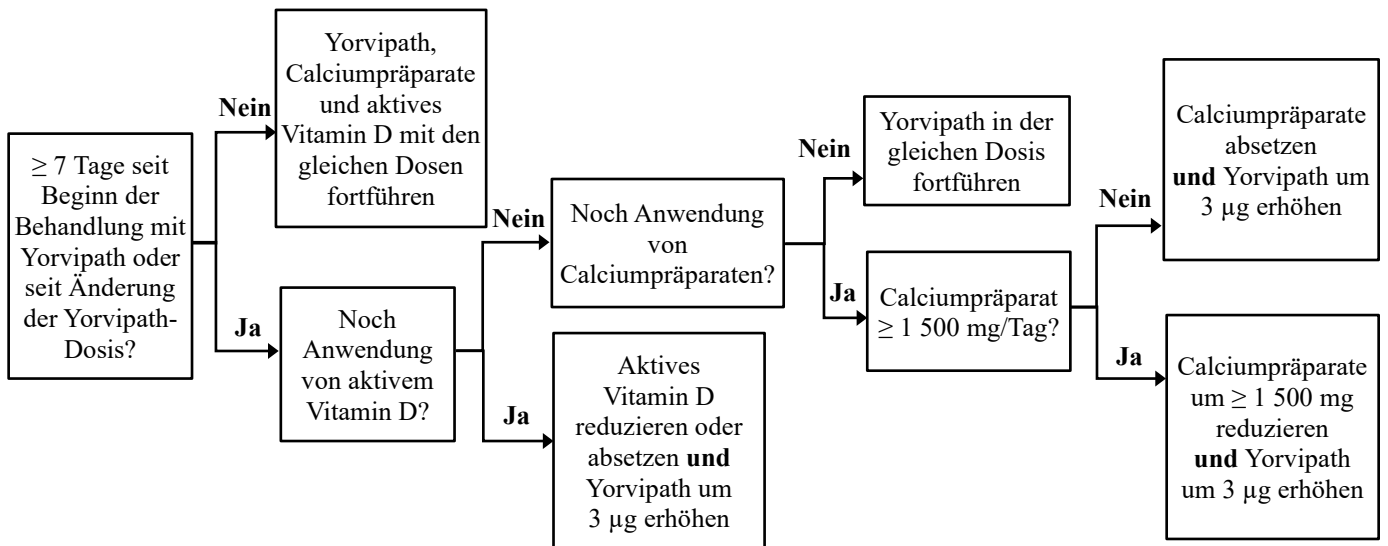 ≥ 7 Tage seit
Beginn der
Behandlung mit
Yorvipath oder
seit Änderung
der Yorvipath-
Dosis?
Nein
Yorvipath,
Calciumpräparate
und aktives
Vitamin D mit den
gleichen Dosen
fortführen
Ja
Noch
Anwendung
von aktivem
Vitamin D?
Nein
Noch Anwendung
von
Calciumpräparaten?
Ja
Aktives
Vitamin D
reduzieren oder
absetzen und
Yorvipath um
3 µg erhöhen
Nein
Yorvipath in der
gleichen Dosis
fortführen
Ja
Calciumpräparat
≥ 1 500 mg/Tag?
Nein
Calciumpräparate
absetzen
und Yorvipath um
3 µg erhöhen
Ja
Calciumpräparate
um ≥ 1 500 mg
reduzieren
und Yorvipath
um 3 µg erhöhen